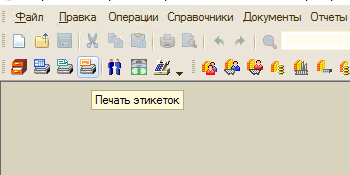 Файл Правка Операции Справочники Документы Отчеты
Печать этикеток